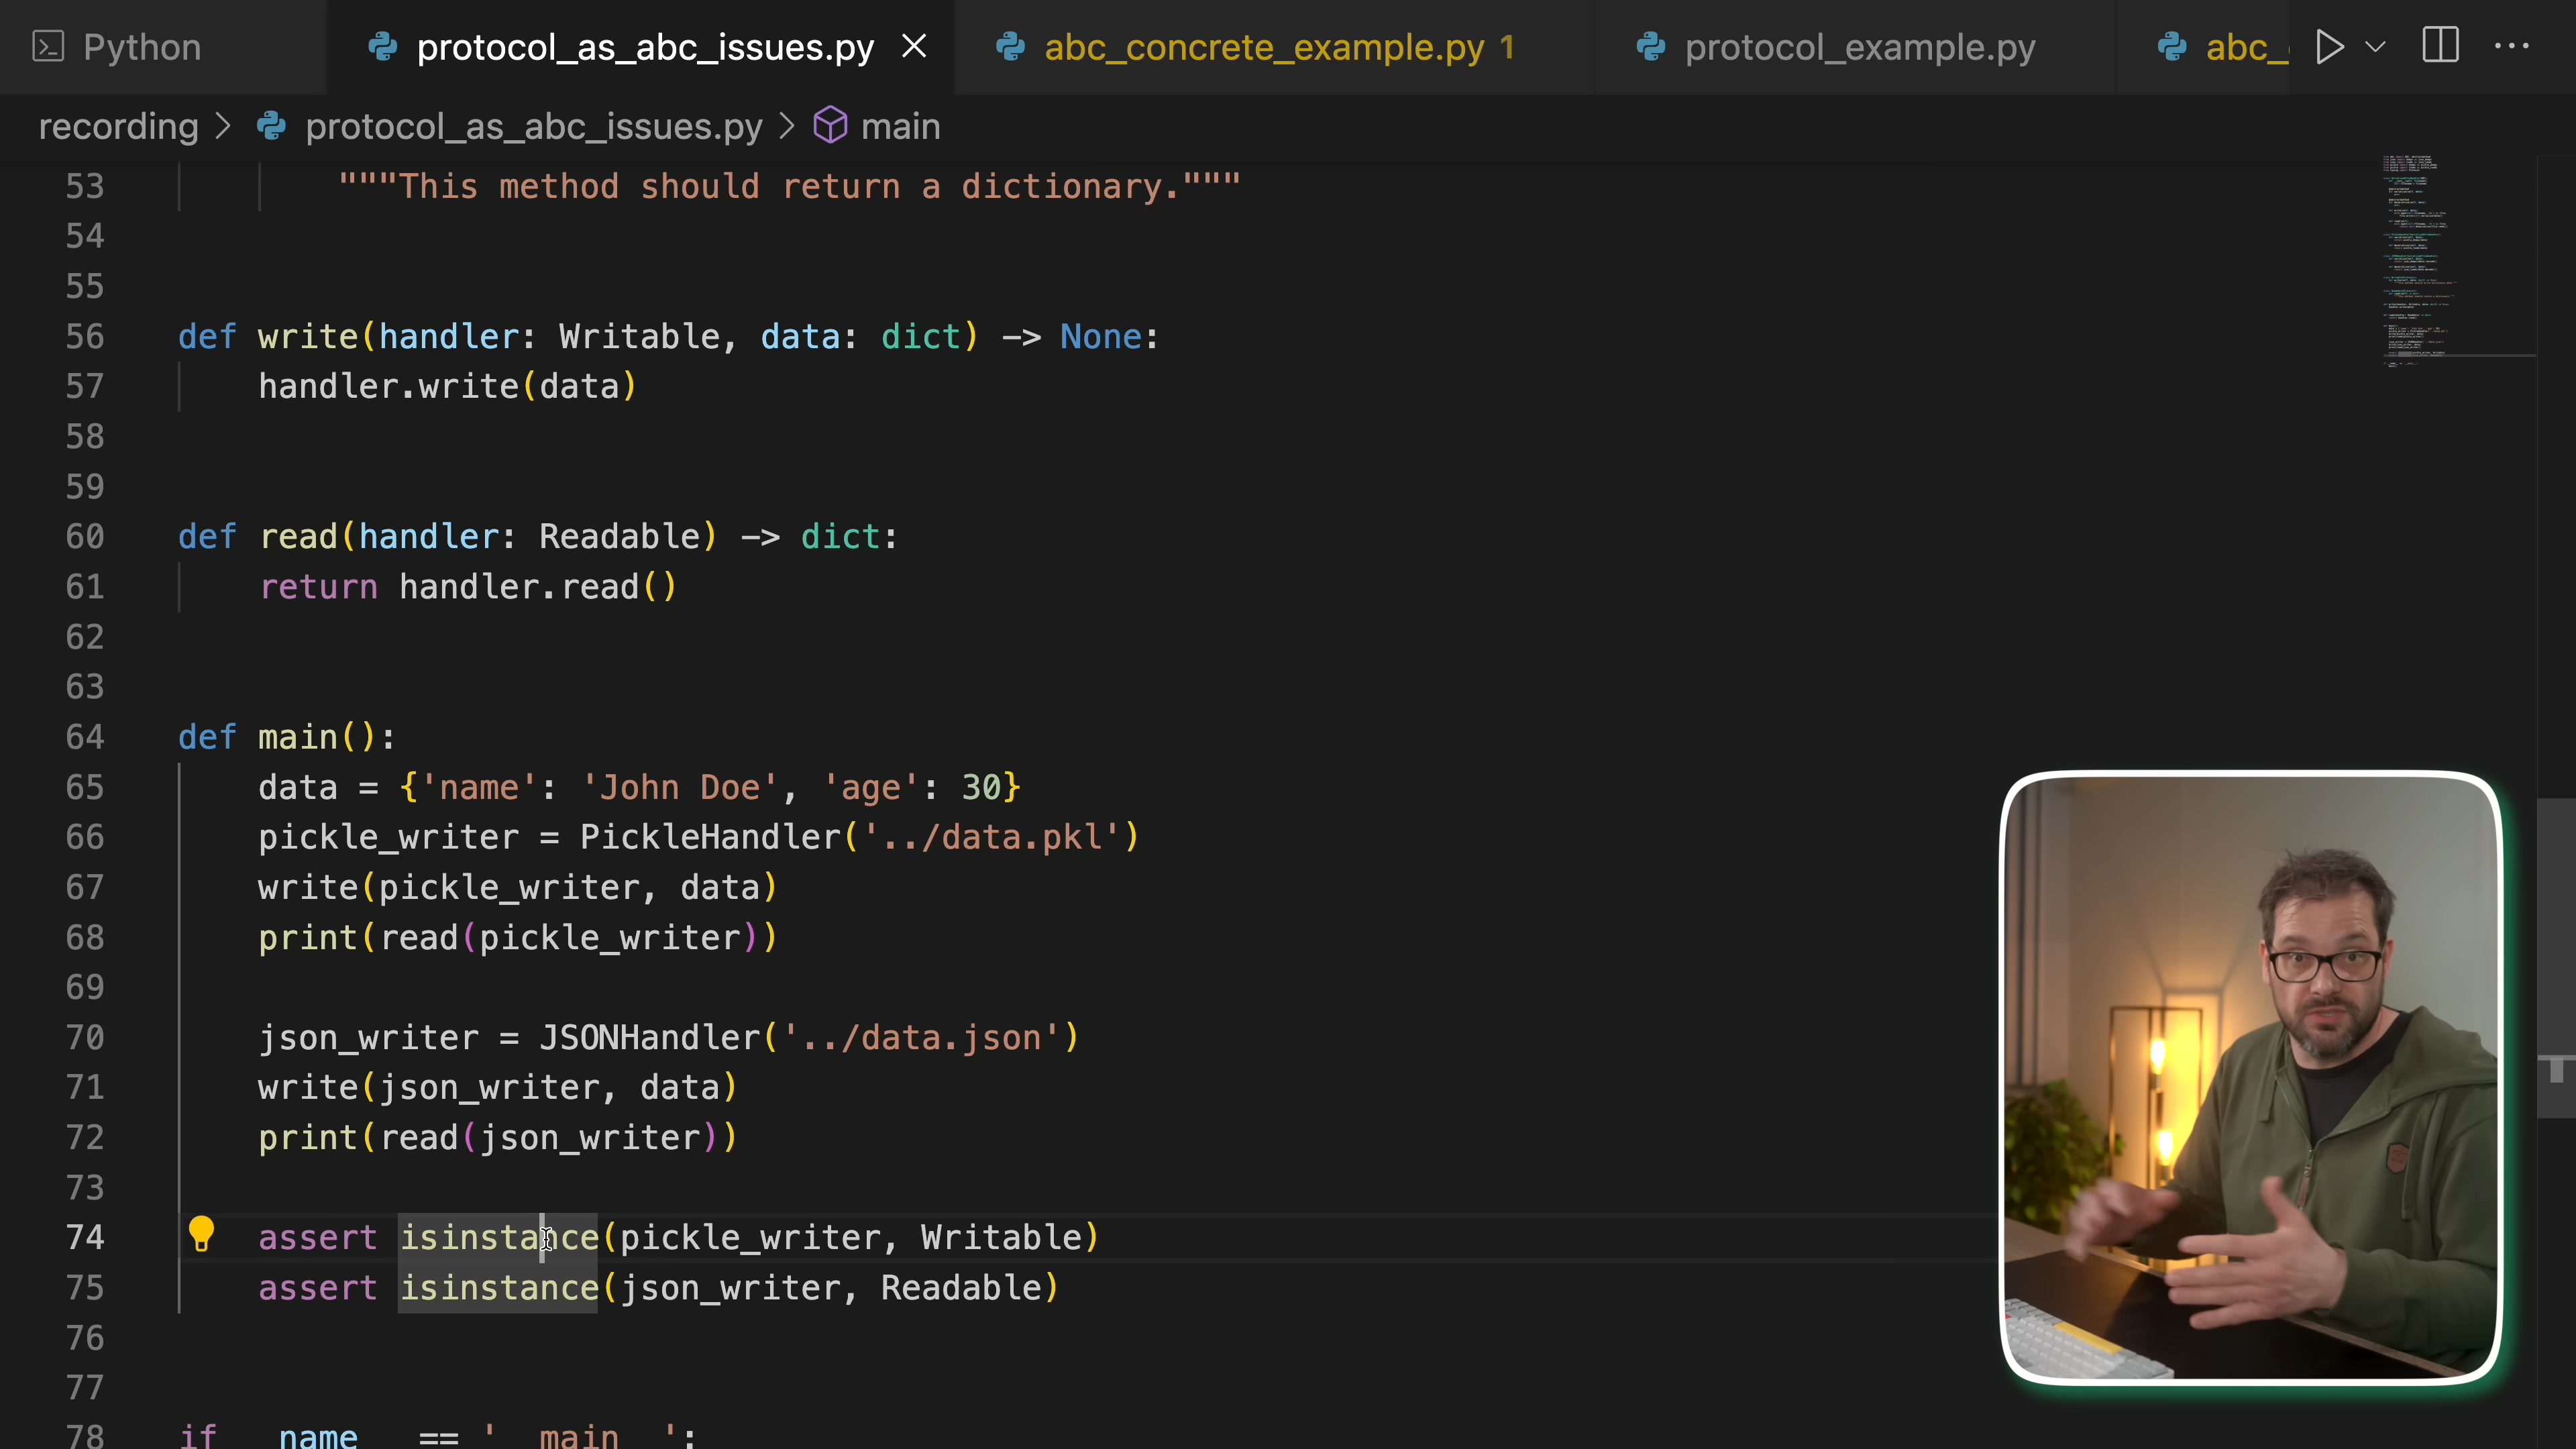 Python
protocol_as_abc_issues.py
abc_concrete_example.py 1
protocol_example.py
abc_
recording > protocol_as_abc_issues.py > main
53 """This method should return a dictionary."""
54
55
56 def write(handler: Writable, data: dict) -> None:
57 handler.write(data)
58
59
60 def read(handler: Readable) -> dict:
61 return handler.read()
62
63
64 def main():
65 data = {'name': 'John Doe', 'age': 30}
66 pickle_writer = PickleHandler('../data.pkl')
67 write(pickle_writer, data)
68 print(read(pickle_writer))
69
70 json_writer = JSONHandler('../data.json')
71 write(json_writer, data)
72 print(read(json_writer))
73
74 assert isinstance(pickle_writer, Writable)
75 assert isinstance(json_writer, Readable)
76
77
78 if __name__ == '__main__':